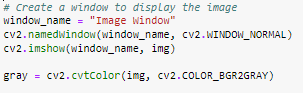 # Create a window to display the image
window_name = "Image Window"
cv2.namedWindow(window_name, cv2.WINDOW_NORMAL)
cv2.imshow(window_name, img)
gray = cv2.cvtColor(img, cv2.COLOR_BGR2GRAY)